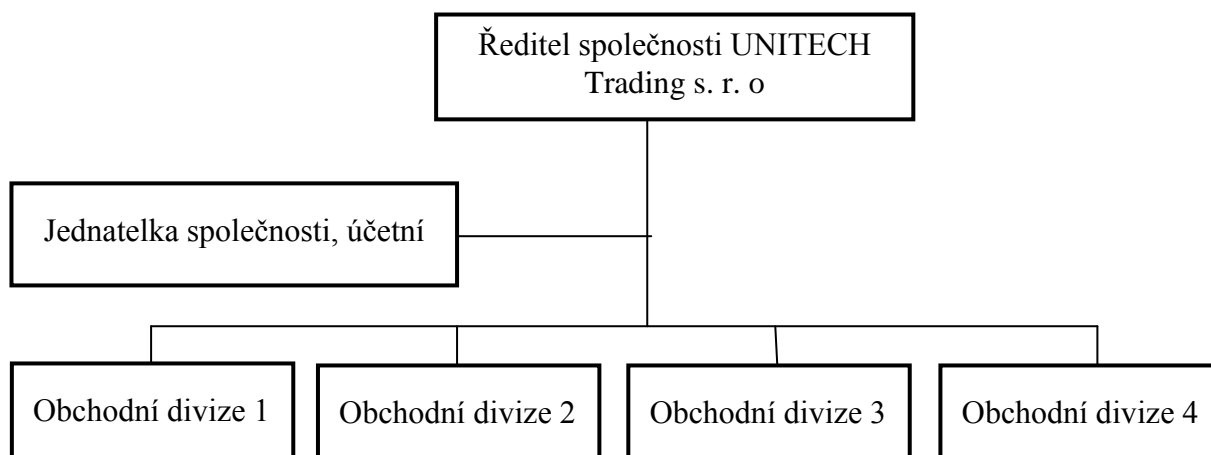 Ředitel společnosti UNITECH
Trading s. r. o
Jednatelka společnosti, účetní
Obchodní divize 1
Obchodní divize 2
Obchodní divize 3
Obchodní divize 4